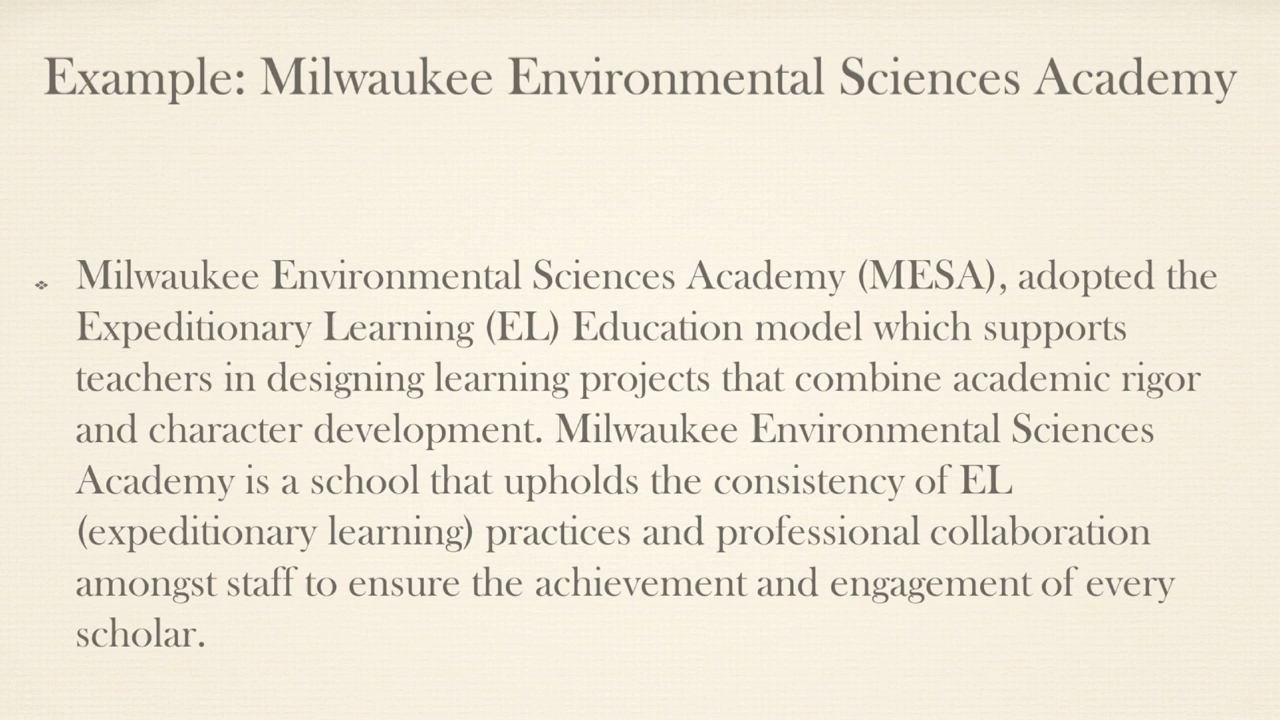 Example: Milwaukee Environmental Sciences Academy
Milwaukee Environmental Sciences Academy (MESA), adopted the
Expeditionary Learning (EL) Education model which supports
teachers in designing learning projects that combine academic rigor
and character development. Milwaukee Environmental Sciences
Academy is a school that upholds the consistency of EL
(expeditionary learning) practices and professional collaboration
amongst staff to ensure the achievement and engagement of every
scholar.